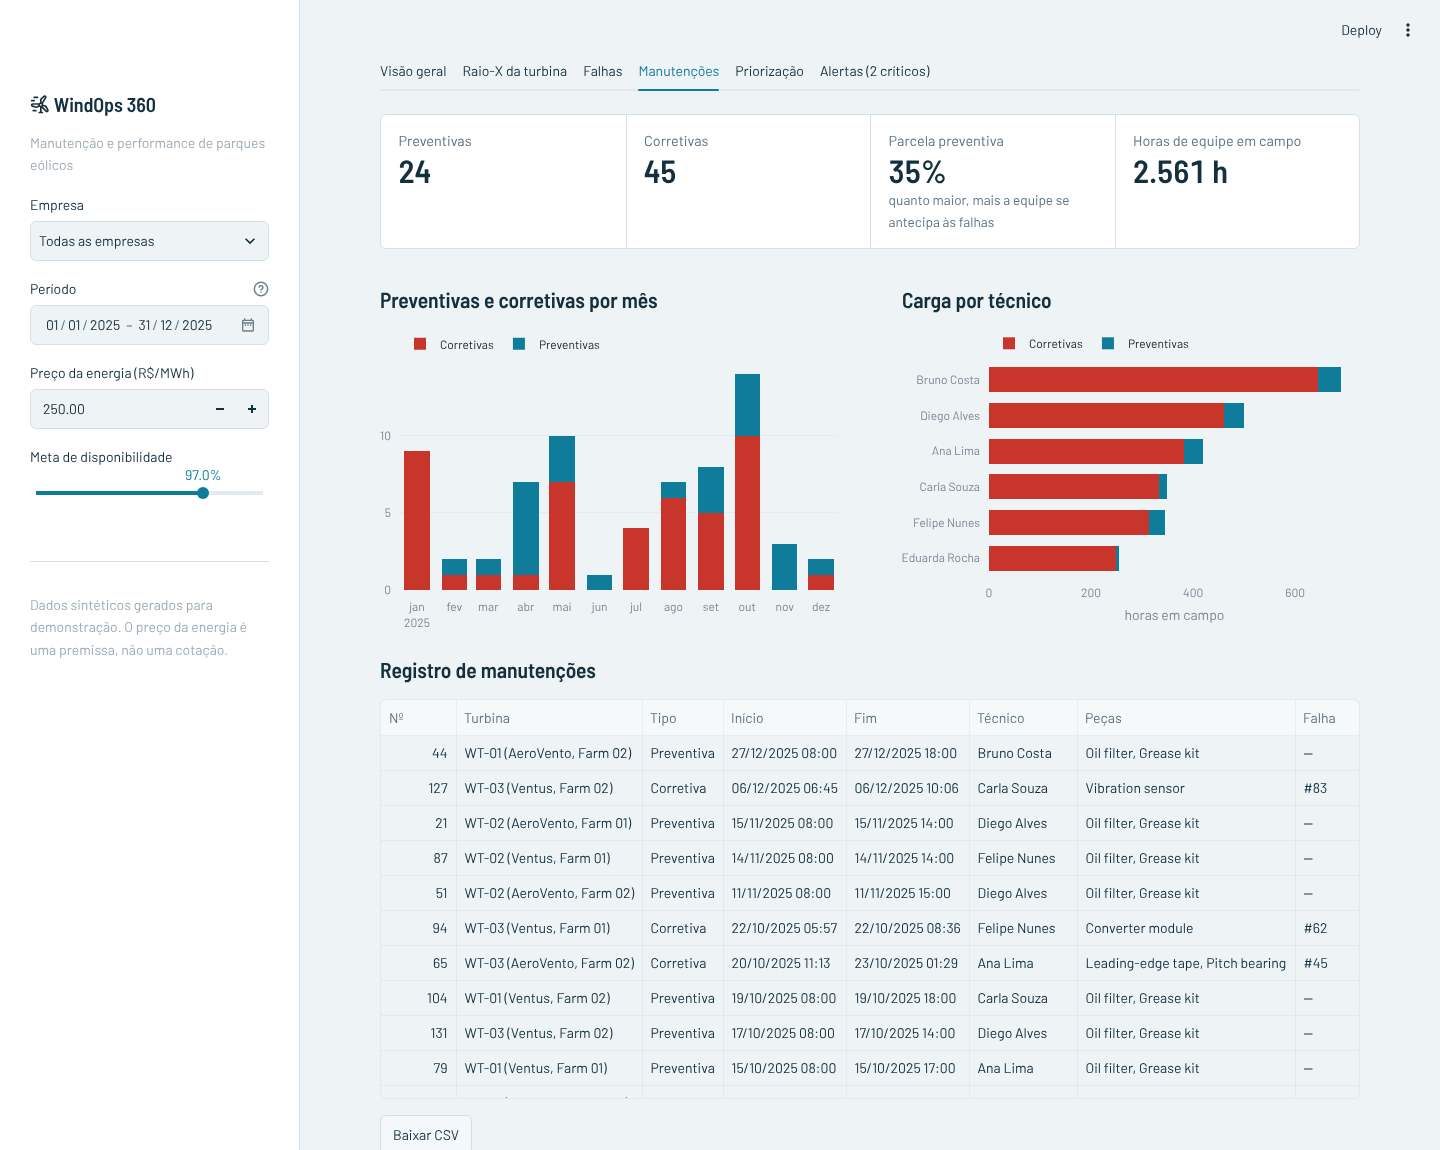 Deploy
WindOps 360
Manutenção e performance de parques
eólicos
Empresa
Todas as empresas
Período
01 / 01 / 2025 – 31 / 12 / 2025
Preço da energia (R$/MWh)
250.00
Meta de disponibilidade
97.0%
Dados sintéticos gerados para
demonstração. O preço da energia é
uma premissa, não uma cotação.
Visão geral Raio-X da turbina Falhas Manutenções Priorização Alertas (2 críticos)
Preventivas
24
Corretivas
45
Parcela preventiva
35%
quanto maior, mais a equipe se
antecipa às falhas
Horas de equipe em campo
2.561 h
Preventivas e corretivas por mês
Corretivas Preventivas
10
5
0
jan fev mar abr mai jun jul ago set out nov dez
2025
Carga por técnico
Corretivas Preventivas
Bruno Costa
Diego Alves
Ana Lima
Carla Souza
Felipe Nunes
Eduarda Rocha
0 200 400 600
horas em campo
Registro de manutenções
Nº Turbina Tipo Início Fim Técnico Peças Falha
44 WT-01 (AeroVento, Farm 02) Preventiva 27/12/2025 08:00 27/12/2025 18:00 Bruno Costa Oil filter, Grease kit —
127 WT-03 (Ventus, Farm 02) Corretiva 06/12/2025 06:45 06/12/2025 10:06 Carla Souza Vibration sensor #83
21 WT-02 (AeroVento, Farm 01) Preventiva 15/11/2025 08:00 15/11/2025 14:00 Diego Alves Oil filter, Grease kit —
87 WT-02 (Ventus, Farm 01) Preventiva 14/11/2025 08:00 14/11/2025 14:00 Felipe Nunes Oil filter, Grease kit —
51 WT-02 (AeroVento, Farm 02) Preventiva 11/11/2025 08:00 11/11/2025 15:00 Diego Alves Oil filter, Grease kit —
94 WT-03 (Ventus, Farm 01) Corretiva 22/10/2025 05:57 22/10/2025 08:36 Felipe Nunes Converter module #62
65 WT-03 (AeroVento, Farm 02) Corretiva 20/10/2025 11:13 23/10/2025 01:29 Ana Lima Leading-edge tape, Pitch bearing #45
104 WT-01 (Ventus, Farm 02) Preventiva 19/10/2025 08:00 19/10/2025 18:00 Carla Souza Oil filter, Grease kit —
131 WT-03 (Ventus, Farm 02) Preventiva 17/10/2025 08:00 17/10/2025 14:00 Diego Alves Oil filter, Grease kit —
79 WT-01 (Ventus, Farm 01) Preventiva 15/10/2025 08:00 15/10/2025 17:00 Ana Lima Oil filter, Grease kit —
Baixar CSV